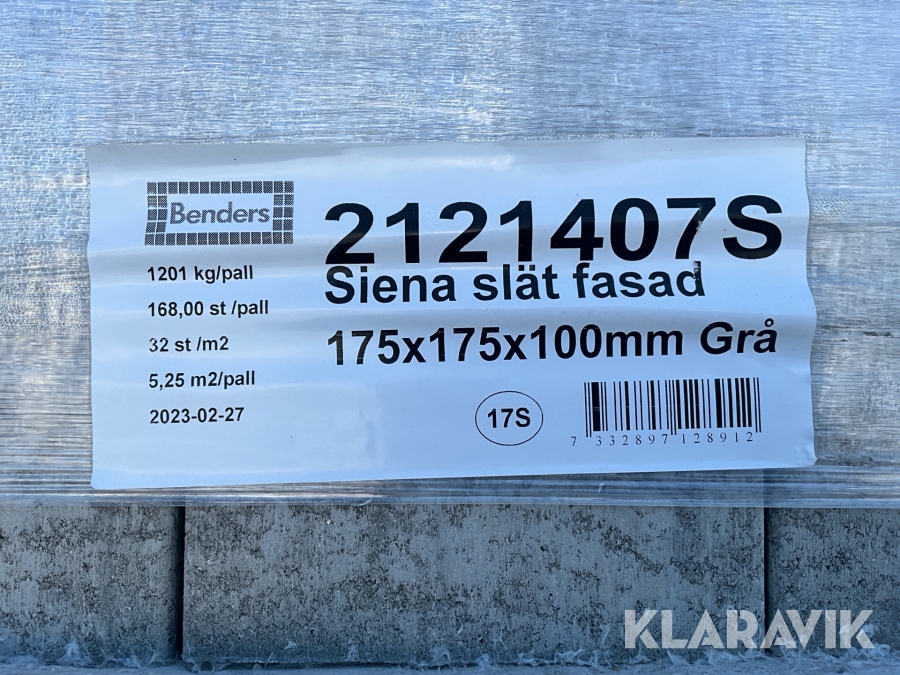 Benders
1201 kg/pall
168,00 st /pall
32 st /m2
5,25 m2/pall
2023-02-27
2121407S
Siena slät fasad
175x175x100mm Grå
17S
7 332897 128912
KLARAVIK